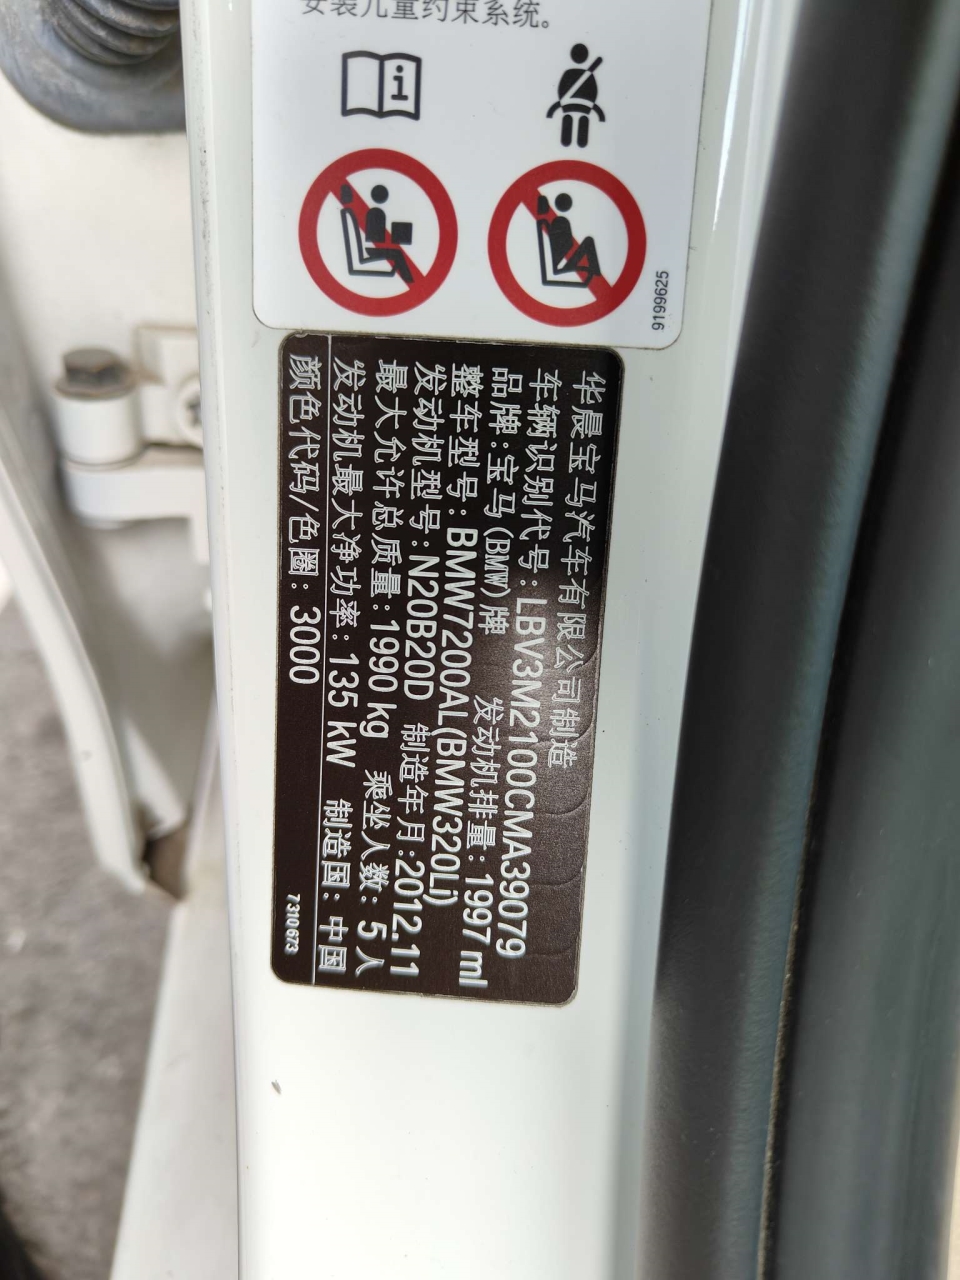 安装儿童约束系统。
9199625
华晨宝马汽车有限公司制造
车辆识别代号: LBV3M2100CMA39079
品牌: 宝马(BMW)牌 发动机排量: 1997 ml
整车型号: BMW7200AL(BMW320Li)
发动机型号: N20B20D 制造年月: 2012.11
最大允许总质量: 1990 kg 乘坐人数: 5 人
发动机最大净功率: 135 kW 制造国: 中国
颜色代码/色圈: 3000
7310673